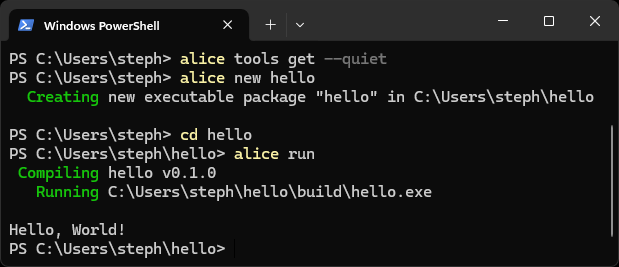 Windows PowerShell
PS C:\Users\steph> alice tools get --quiet
PS C:\Users\steph> alice new hello
Creating new executable package "hello" in C:\Users\steph\hello
PS C:\Users\steph> cd hello
PS C:\Users\steph\hello> alice run
Compiling hello v0.1.0
Running C:\Users\steph\hello\build\hello.exe
Hello, World!
PS C:\Users\steph\hello>